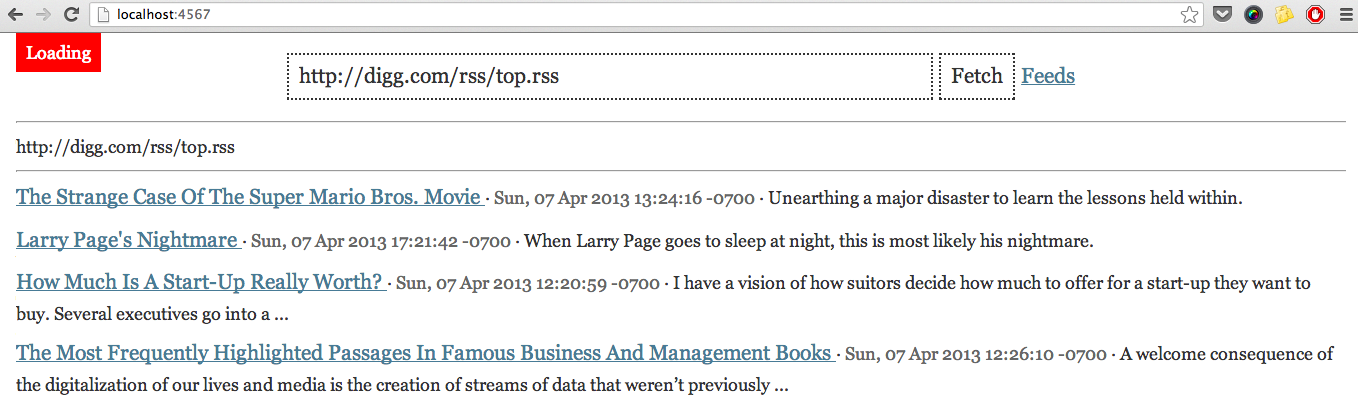 localhost:4567
Loading
http://digg.com/rss/top.rss Fetch Feeds
http://digg.com/rss/top.rss
The Strange Case Of The Super Mario Bros. Movie · Sun, 07 Apr 2013 13:24:16 -0700 · Unearthing a major disaster to learn the lessons held within.
Larry Page's Nightmare · Sun, 07 Apr 2013 17:21:42 -0700 · When Larry Page goes to sleep at night, this is most likely his nightmare.
How Much Is A Start-Up Really Worth? · Sun, 07 Apr 2013 12:20:59 -0700 · I have a vision of how suitors decide how much to offer for a start-up they want to
buy. Several executives go into a ...
The Most Frequently Highlighted Passages In Famous Business And Management Books · Sun, 07 Apr 2013 12:26:10 -0700 · A welcome consequence of
the digitalization of our lives and media is the creation of streams of data that weren’t previously ...